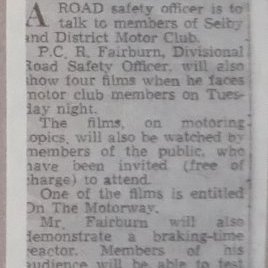 A ROAD safety officer is to
talk to members of Selby
and District Motor Club.
P.C. R. Fairburn, Divisional
Road Safety Officer, will also
show four films when he faces
motor club members on Tues-
day night.
The films, on motoring
topics, will also be watched by
members of the public, who
have been invited (free of
charge) to attend.
One of the films is entitled
On The Motorway.
Mr. Fairburn will also
demonstrate a braking-time
reactor. Members of his
audience will be able to test